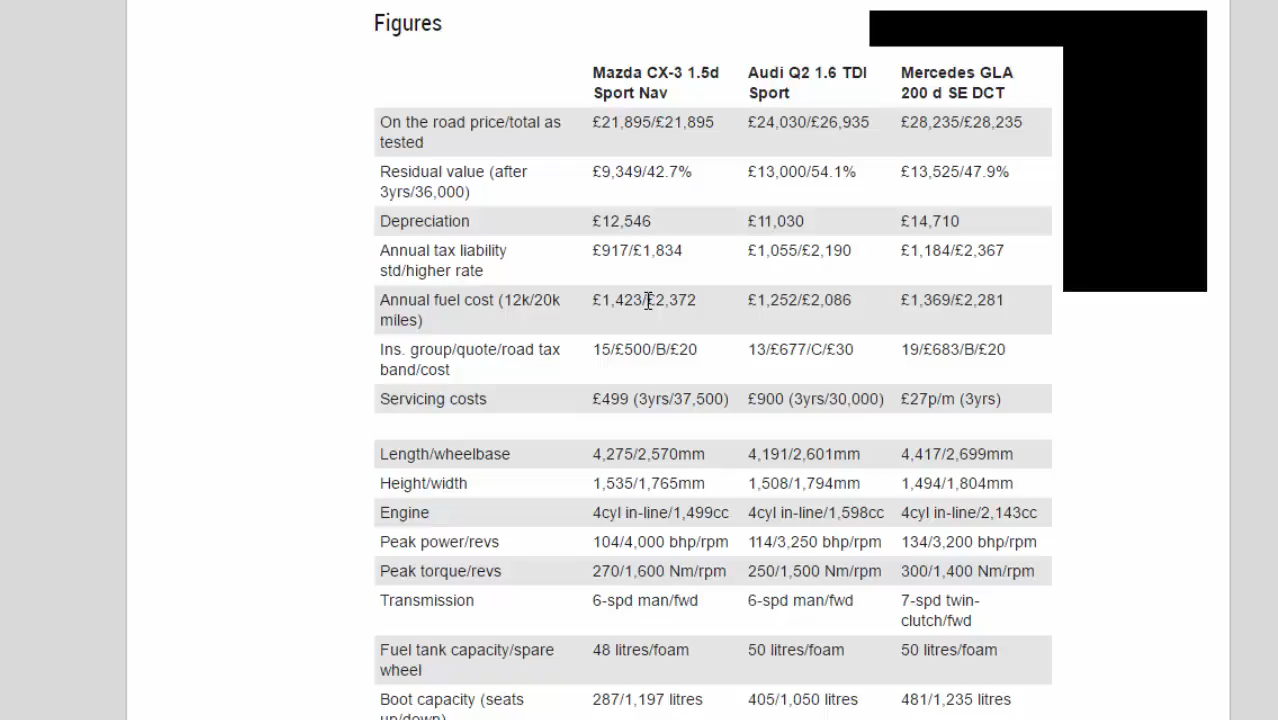 Figures
Mazda CX-3 1.5d Audi Q2 1.6 TDI Mercedes GLA
Sport Nav Sport 200 d SE DCT
On the road price/total as £21,895/£21,895 £24,030/£26,935 £28,235/£28,235
tested
Residual value (after £9,349/42.7% £13,000/54.1% £13,525/47.9%
3yrs/36,000)
Depreciation £12,546 £11,030 £14,710
Annual tax liability £917/£1,834 £1,055/£2,190 £1,184/£2,367
std/higher rate
Annual fuel cost (12k/20k £1,423/£2,372 £1,252/£2,086 £1,369/£2,281
miles)
Ins. group/quote/road tax 15/£500/B/£20 13/£677/C/£30 19/£683/B/£20
band/cost
Servicing costs £499 (3yrs/37,500) £900 (3yrs/30,000) £27p/m (3yrs)
Length/wheelbase 4,275/2,570mm 4,191/2,601mm 4,417/2,699mm
Height/width 1,535/1,765mm 1,508/1,794mm 1,494/1,804mm
Engine 4cyl in-line/1,499cc 4cyl in-line/1,598cc 4cyl in-line/2,143cc
Peak power/revs 104/4,000 bhp/rpm 114/3,250 bhp/rpm 134/3,200 bhp/rpm
Peak torque/revs 270/1,600 Nm/rpm 250/1,500 Nm/rpm 300/1,400 Nm/rpm
Transmission 6-spd man/fwd 6-spd man/fwd 7-spd twin-
clutch/fwd
Fuel tank capacity/spare 48 litres/foam 50 litres/foam 50 litres/foam
wheel
Boot capacity (seats 287/1,197 litres 405/1,050 litres 481/1,235 litres
up/down)